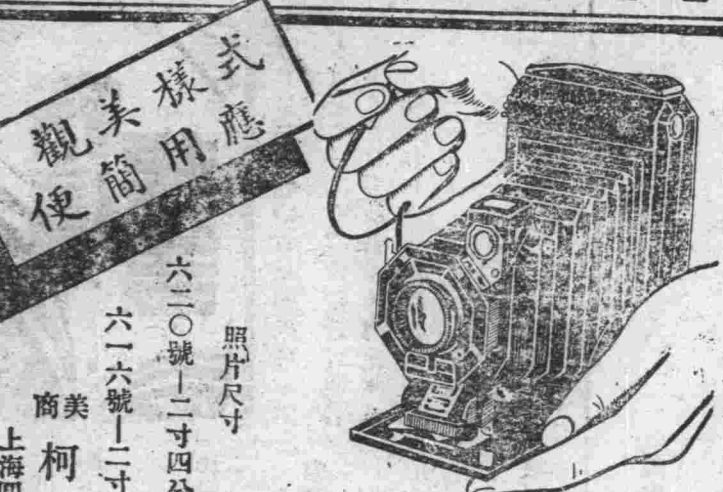 式樣美觀
應用簡便
照片尺寸
六二〇號—二寸四分
六一六號—二寸
美商
柯
上海四